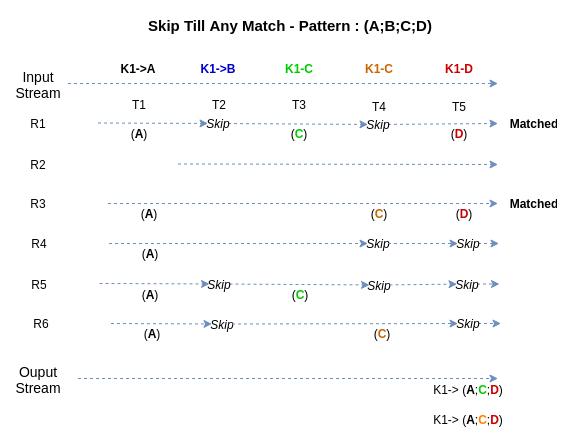 Skip Till Any Match - Pattern : (A;B;C;D)
K1->A K1->B K1-C K1-C K1-D
Input
Stream
T1 T2 T3 T4 T5
R1 Skip Skip Matched
(A) (C) (D)
R2
R3 Matched
(A) (C) (D)
R4 Skip Skip
(A)
R5 Skip Skip Skip
(A) (C)
R6 Skip Skip
(A) (C)
Ouput
Stream
K1-> (A;C;D)
K1-> (A;C;D)